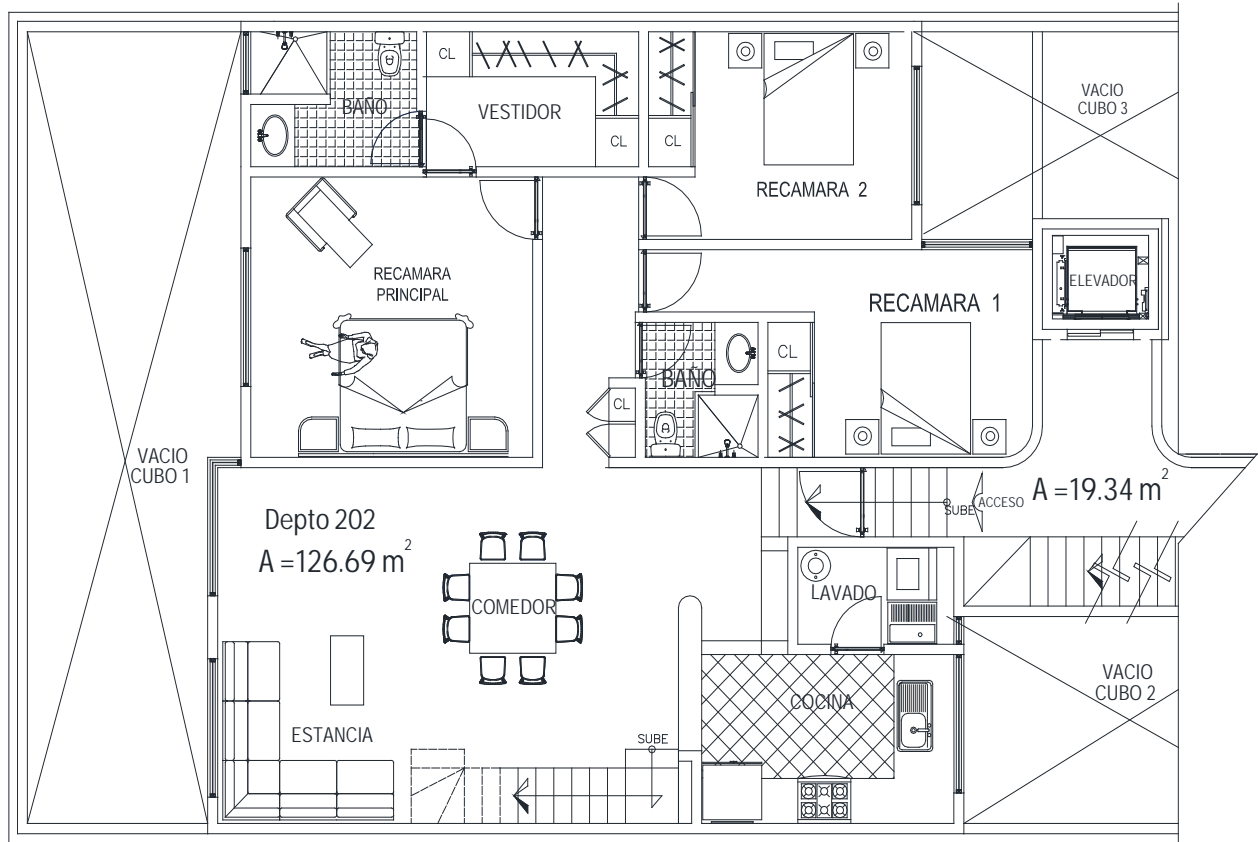 CL
BAÑO
VESTIDOR
CL
CL
VACIO
CUBO 3
RECAMARA 2
RECAMARA
PRINCIPAL
RECAMARA 1
ELEVADOR
BAÑO
CL
CL
VACIO
CUBO 1
Depto 202
A =126.69 m²
SUBE
ACCESO
A =19.34 m²
COMEDOR
LAVADO
COCINA
VACIO
CUBO 2
ESTANCIA
SUBE